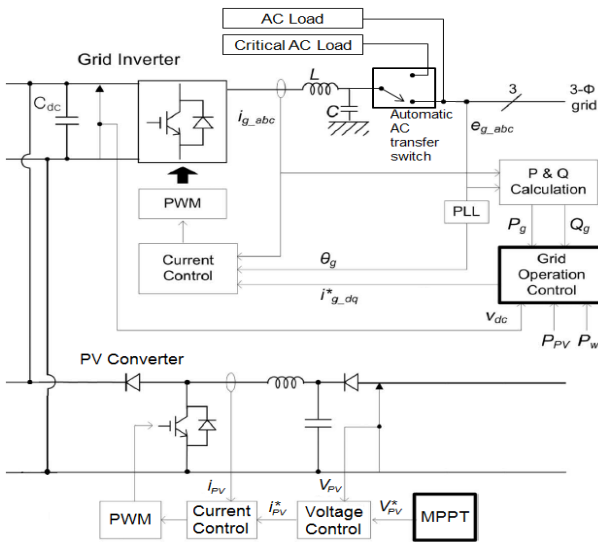 AC Load
Grid Inverter
Critical AC Load
L
3
3-Φ
grid
C_dc
i_g_abc
C
Automatic
AC
transfer
switch
e_g_abc
P & Q
Calculation
PWM
PLL
P_g
Q_g
Current
Control
θ_g
Grid
Operation
Control
i*_g_dq
v_dc
P_PV
P_w
PV Converter
i_PV
V_PV
PWM
Current
Control
i*_PV
Voltage
Control
V*_PV
MPPT